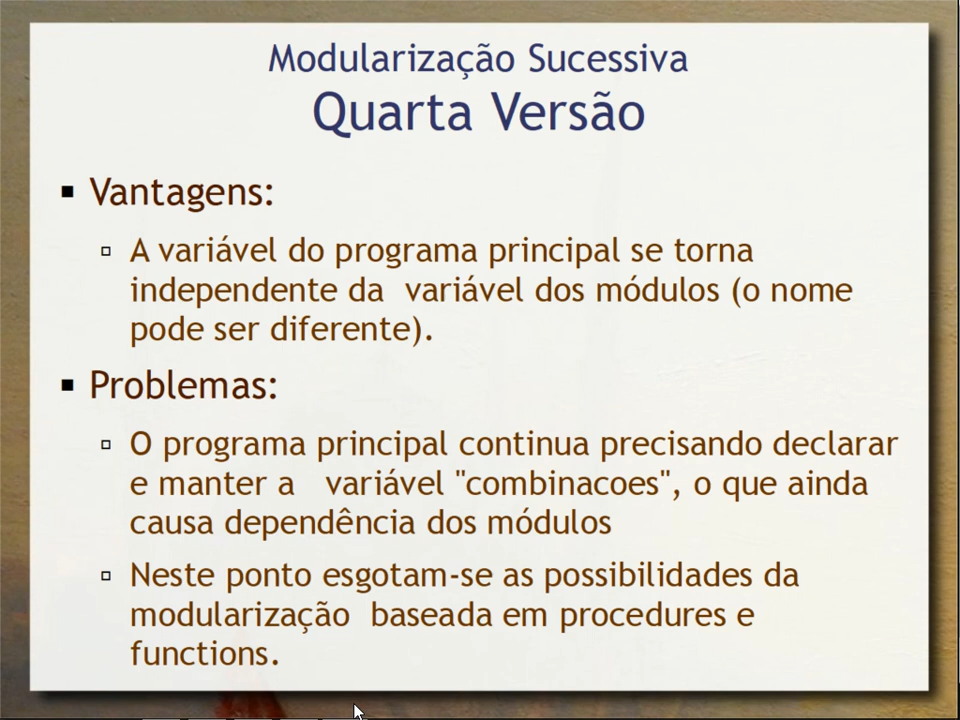 Modularização Sucessiva
Quarta Versão
Vantagens:
A variável do programa principal se torna
independente da variável dos módulos (o nome
pode ser diferente).
Problemas:
O programa principal continua precisando declarar
e manter a variável "combinacoes", o que ainda
causa dependência dos módulos
Neste ponto esgotam-se as possibilidades da
modularização baseada em procedures e
functions.